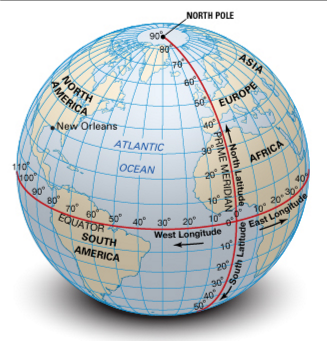 NORTH POLE
90°
80°
70°
60°
50°
40°
30°
20°
10°
0°
ASIA
EUROPE
NORTH
AMERICA
New Orleans
ATLANTIC
OCEAN
PRIME MERIDIAN
North Latitude
AFRICA
110°
100°
90°
80°
70°
60°
50°
40°
30°
20°
10°
0°
10°
20°
30°
40°
EQUATOR
West Longitude
East Longitude
SOUTH
AMERICA
South Latitude
10°
20°
30°
40°
50°